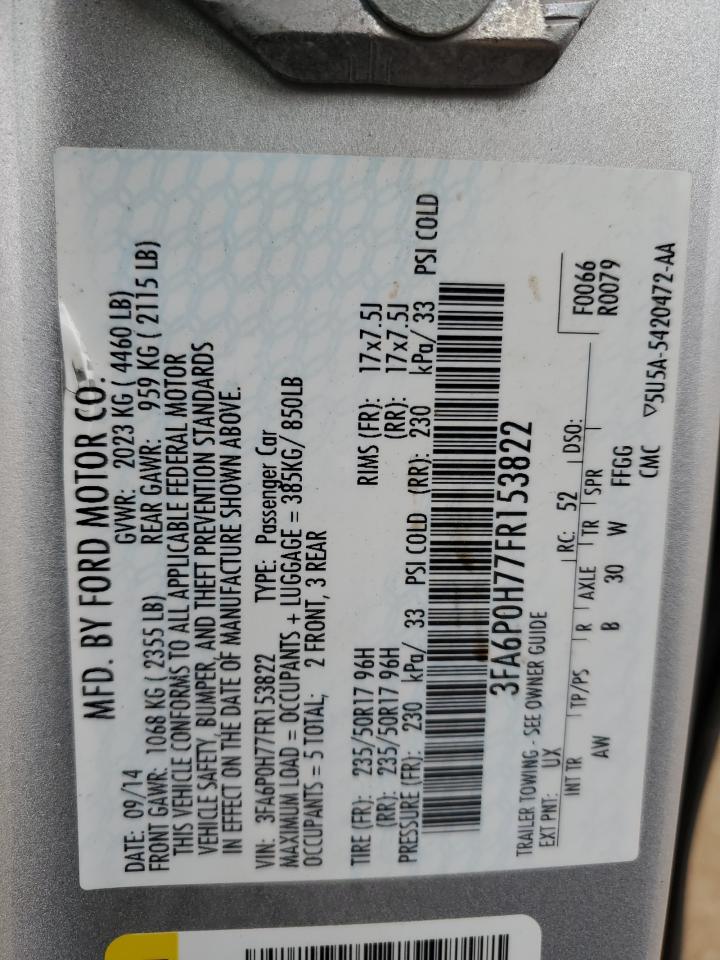 MFD. BY FORD MOTOR CO.
DATE: 09/14 GVWR: 2023 KG ( 4460 LB)
FRONT GAWR: 1068 KG ( 2355 LB) REAR GAWR: 959 KG ( 2115 LB)
THIS VEHICLE CONFORMS TO ALL APPLICABLE FEDERAL MOTOR
VEHICLE SAFETY, BUMPER, AND THEFT PREVENTION STANDARDS
IN EFFECT ON THE DATE OF MANUFACTURE SHOWN ABOVE.
VIN: 3FA6P0H77FR153822 TYPE: Passenger Car
MAXIMUM LOAD = OCCUPANTS + LUGGAGE = 385KG/ 850LB
OCCUPANTS = 5 TOTAL; 2 FRONT, 3 REAR
TIRE (FR): 235/50R17 96H RIMS (FR): 17x7.5J
(RR): 235/50R17 96H (RR): 17x7.5J
PRESSURE (FR): 230 kPa/ 33 PSI COLD (RR): 230 kPa/ 33 PSI COLD
3FA6P0H77FR153822
TRAILER TOWING - SEE OWNER GUIDE
EXT PNT: UX RC: 52 DSO: F0066
R0079
INT TR TP/PS R AXLE TR SPR
AW B 30 W FFGG
CMC ▽5U5A-5420472-AA